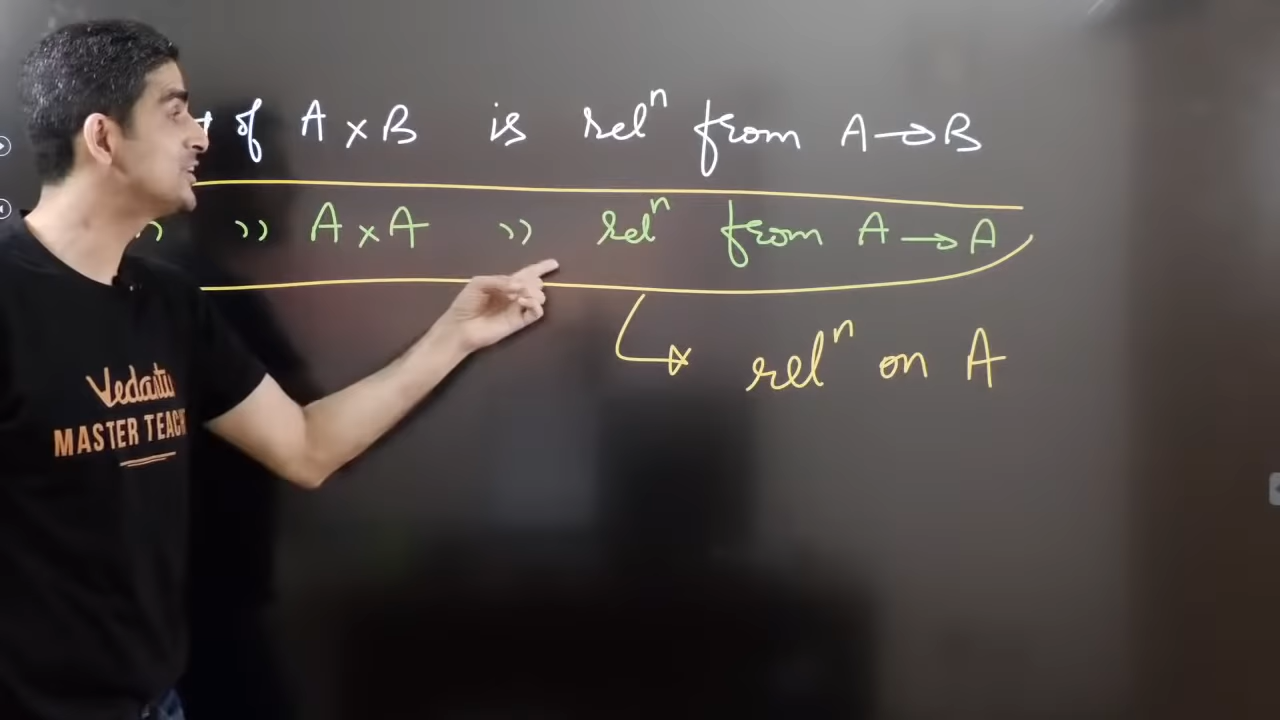 of A × B is relⁿ from A → B
" A × A " relⁿ from A → A
relⁿ on A
Vedantu
MASTER TEACH